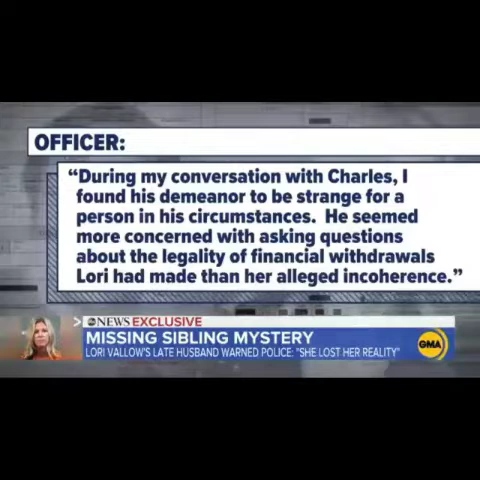 OFFICER:
“During my conversation with Charles, I
found his demeanor to be strange for a
person in his circumstances. He seemed
more concerned with asking questions
about the legality of financial withdrawals
Lori had made than her alleged incoherence.”
abc NEWS EXCLUSIVE
MISSING SIBLING MYSTERY
LORI VALLOW'S LATE HUSBAND WARNED POLICE: "SHE LOST HER REALITY"
GMA